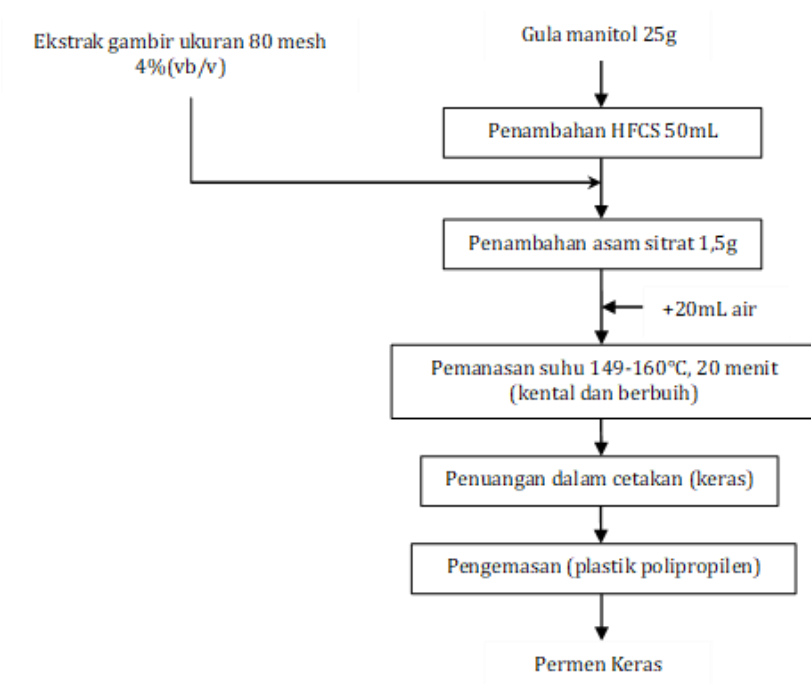 Ekstrak gambir ukuran 80 mesh
4%(vb/v)
Gula manitol 25g
Penambahan HFCS 50mL
Penambahan asam sitrat 1,5g
+20mL air
Pemanasan suhu 149-160°C, 20 menit
(kental dan berbuih)
Penuangan dalam cetakan (keras)
Pengemasan (plastik polipropilen)
Permen Keras